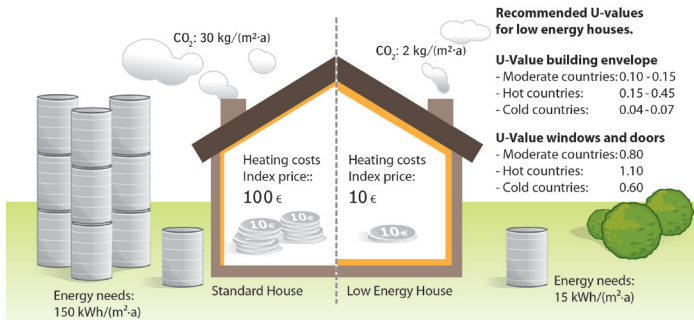 CO₂: 30 kg/(m²·a)
CO₂: 2 kg/(m²·a)
Recommended U-values
for low energy houses.
U-Value building envelope
- Moderate countries: 0.10 - 0.15
- Hot countries: 0.15 - 0.45
- Cold countries: 0.04 - 0.07
U-Value windows and doors
- Moderate countries: 0.80
- Hot countries: 1.10
- Cold countries: 0.60
Heating costs
Index price::
100 €
10€
10€
Heating costs
Index price:
10 €
10€
Energy needs:
150 kWh/(m²·a)
Standard House
Low Energy House
Energy needs:
15 kWh/(m²·a)